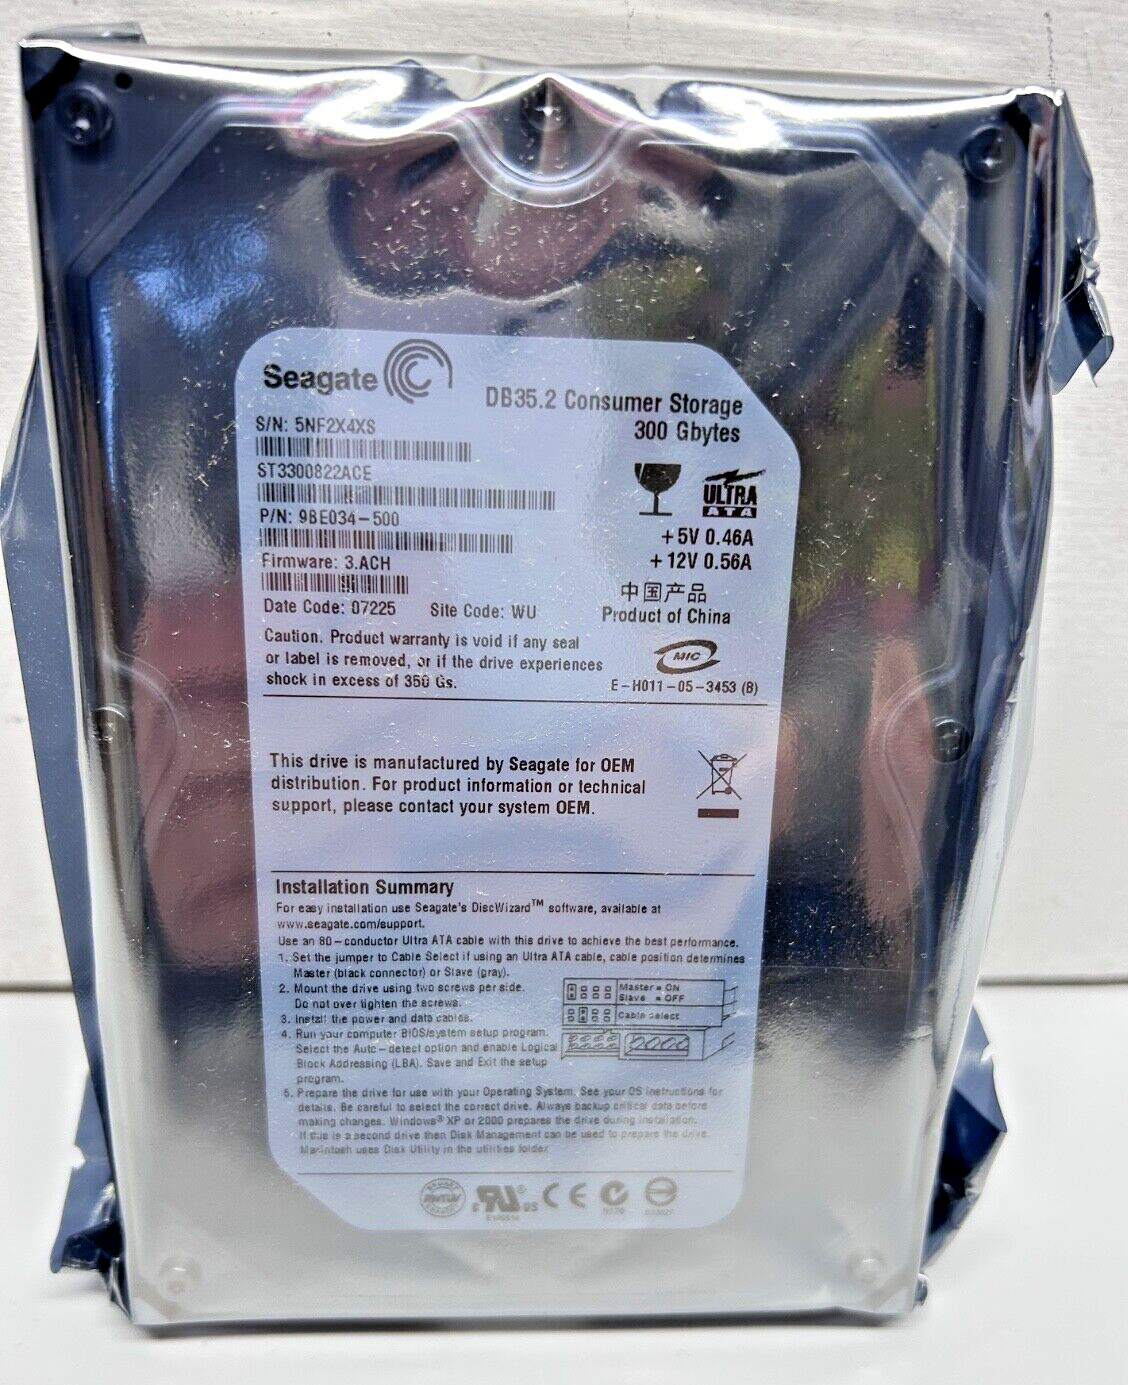 Seagate
DB35.2 Consumer Storage
300 Gbytes
S/N: 5NF2X4XS
ST3300822ACE
P/N: 9BE034-500
Firmware: 3.ACH
Date Code: 07225 Site Code: WU
ULTRA
ATA
+5V 0.46A
+12V 0.56A
中国产品
Product of China
Caution. Product warranty is void if any seal
or label is removed, or if the drive experiences
shock in excess of 350 Gs.
MIC
E-H011-05-3453 (B)
This drive is manufactured by Seagate for OEM
distribution. For product information or technical
support, please contact your system OEM.
Installation Summary
For easy installation use Seagate's DiscWizard™ software, available at
www.seagate.com/support.
Use an 80-conductor Ultra ATA cable with this drive to achieve the best performance.
1. Set the jumper to Cable Select if using an Ultra ATA cable, cable position determines
Master (black connector) or Slave (gray).
2. Mount the drive using two screws per side.
Do not over tighten the screws.
3. Install the power and data cables.
4. Run your computer BIOS/system setup program.
Select the Auto-detect option and enable Logical
Block Addressing (LBA). Save and Exit the setup
program.
Master = ON
Slave = OFF
Cable select
5. Prepare the drive for use with your Operating System. See your OS instructions for
details. Be careful to select the correct drive. Always backup critical data before
making changes. Windows® XP or 2000 prepares the drive during installation.
If this is a second drive then Disk Management can be used to prepare the drive.
Macintosh uses Disk Utility in the utilities folder
c UL® US
CE
N176